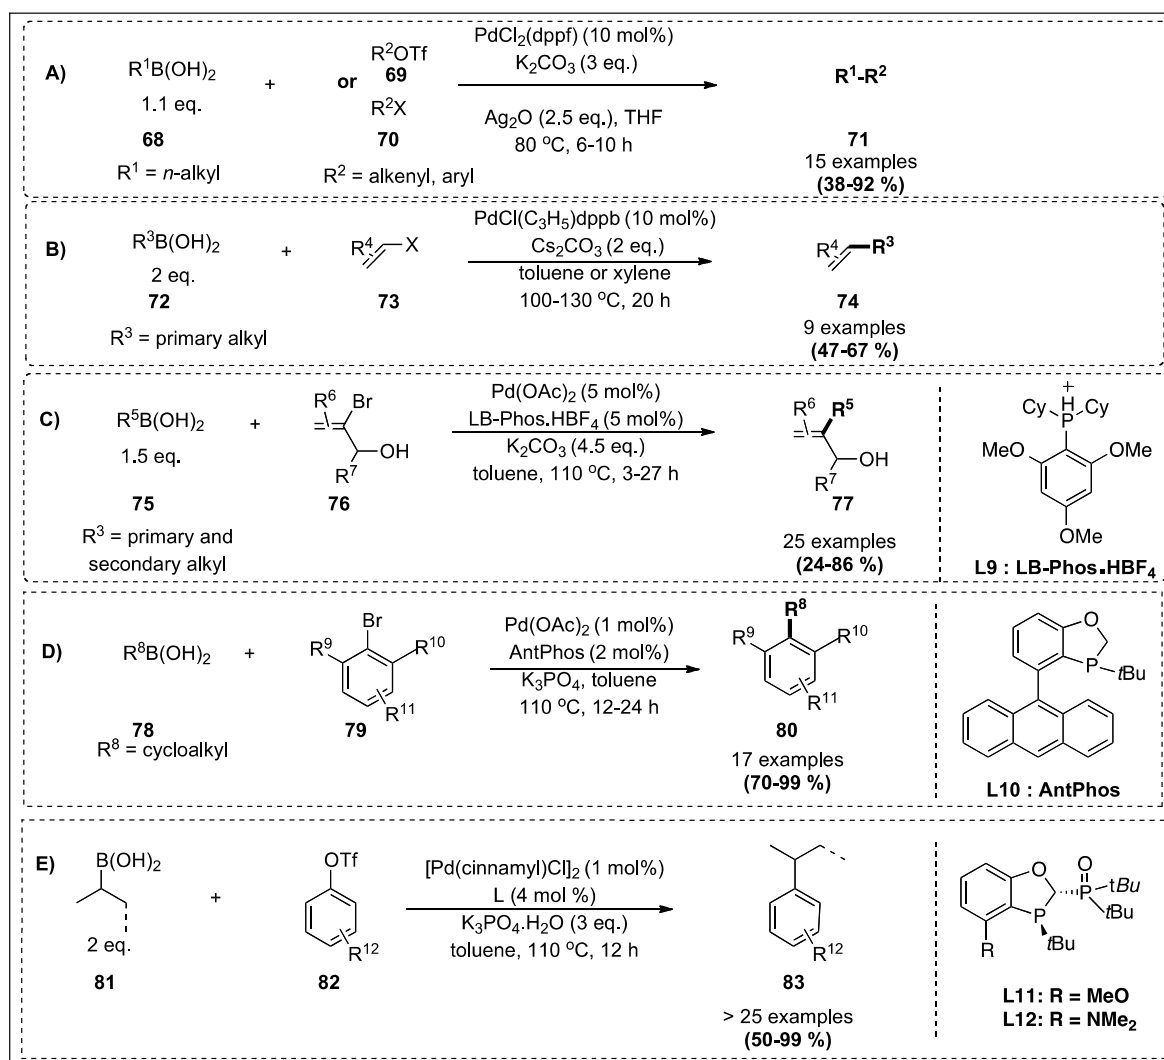 A)
R¹B(OH)₂
1.1 eq.
68
R¹ = n-alkyl
+
R²OTf
69
or
R²X
70
R² = alkenyl, aryl
PdCl₂(dppf) (10 mol%)
K₂CO₃ (3 eq.)
Ag₂O (2.5 eq.), THF
80 °C, 6-10 h
R¹-R²
71
15 examples
(38-92 %)
B)
R³B(OH)₂
2 eq.
72
R³ = primary alkyl
+
R⁴ X
73
PdCl(C₃H₅)dppb (10 mol%)
Cs₂CO₃ (2 eq.)
toluene or xylene
100-130 °C, 20 h
R⁴ R³
74
9 examples
(47-67 %)
C)
R⁵B(OH)₂
1.5 eq.
75
R³ = primary and
secondary alkyl
+
R⁶ Br
OH
R⁷
76
Pd(OAc)₂ (5 mol%)
LB-Phos.HBF₄ (5 mol%)
K₂CO₃ (4.5 eq.)
toluene, 110 °C, 3-27 h
R⁶ R⁵
OH
R⁷
77
25 examples
(24-86 %)
+
H
Cy P Cy
MeO OMe
OMe
L9 : LB-Phos.HBF₄
D)
R⁸B(OH)₂
78
R⁸ = cycloalkyl
+
Br
R⁹ R¹⁰
R¹¹
79
Pd(OAc)₂ (1 mol%)
AntPhos (2 mol%)
K₃PO₄, toluene
110 °C, 12-24 h
R⁸
R⁹ R¹⁰
R¹¹
80
17 examples
(70-99 %)
O
P tBu
L10 : AntPhos
E)
B(OH)₂
2 eq.
81
+
OTf
R¹²
82
[Pd(cinnamyl)Cl]₂ (1 mol%)
L (4 mol %)
K₃PO₄.H₂O (3 eq.)
toluene, 110 °C, 12 h
R¹²
83
> 25 examples
(50-99 %)
O
O P tBu
tBu
P
R tBu
L11: R = MeO
L12: R = NMe₂